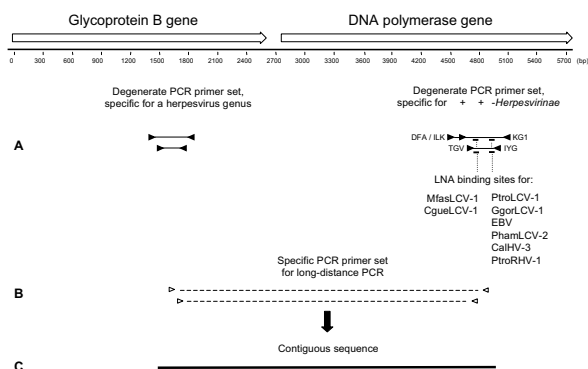 Glycoprotein B gene DNA polymerase gene
0 300 600 900 1200 1500 1800 2100 2400 2700 3000 3300 3600 3900 4200 4500 4800 5100 5400 5700 (bp)
Degenerate PCR primer set, Degenerate PCR primer set,
specific for a herpesvirus genus specific for + + -Herpesvirinae
A DFA / ILK KG1
TGV IYG
LNA binding sites for:
MfasLCV-1 PtroLCV-1
CgueLCV-1 GgorLCV-1
EBV
PhamLCV-2
CalHV-3
PtroRHV-1
Specific PCR primer set
for long-distance PCR
B
Contiguous sequence
C